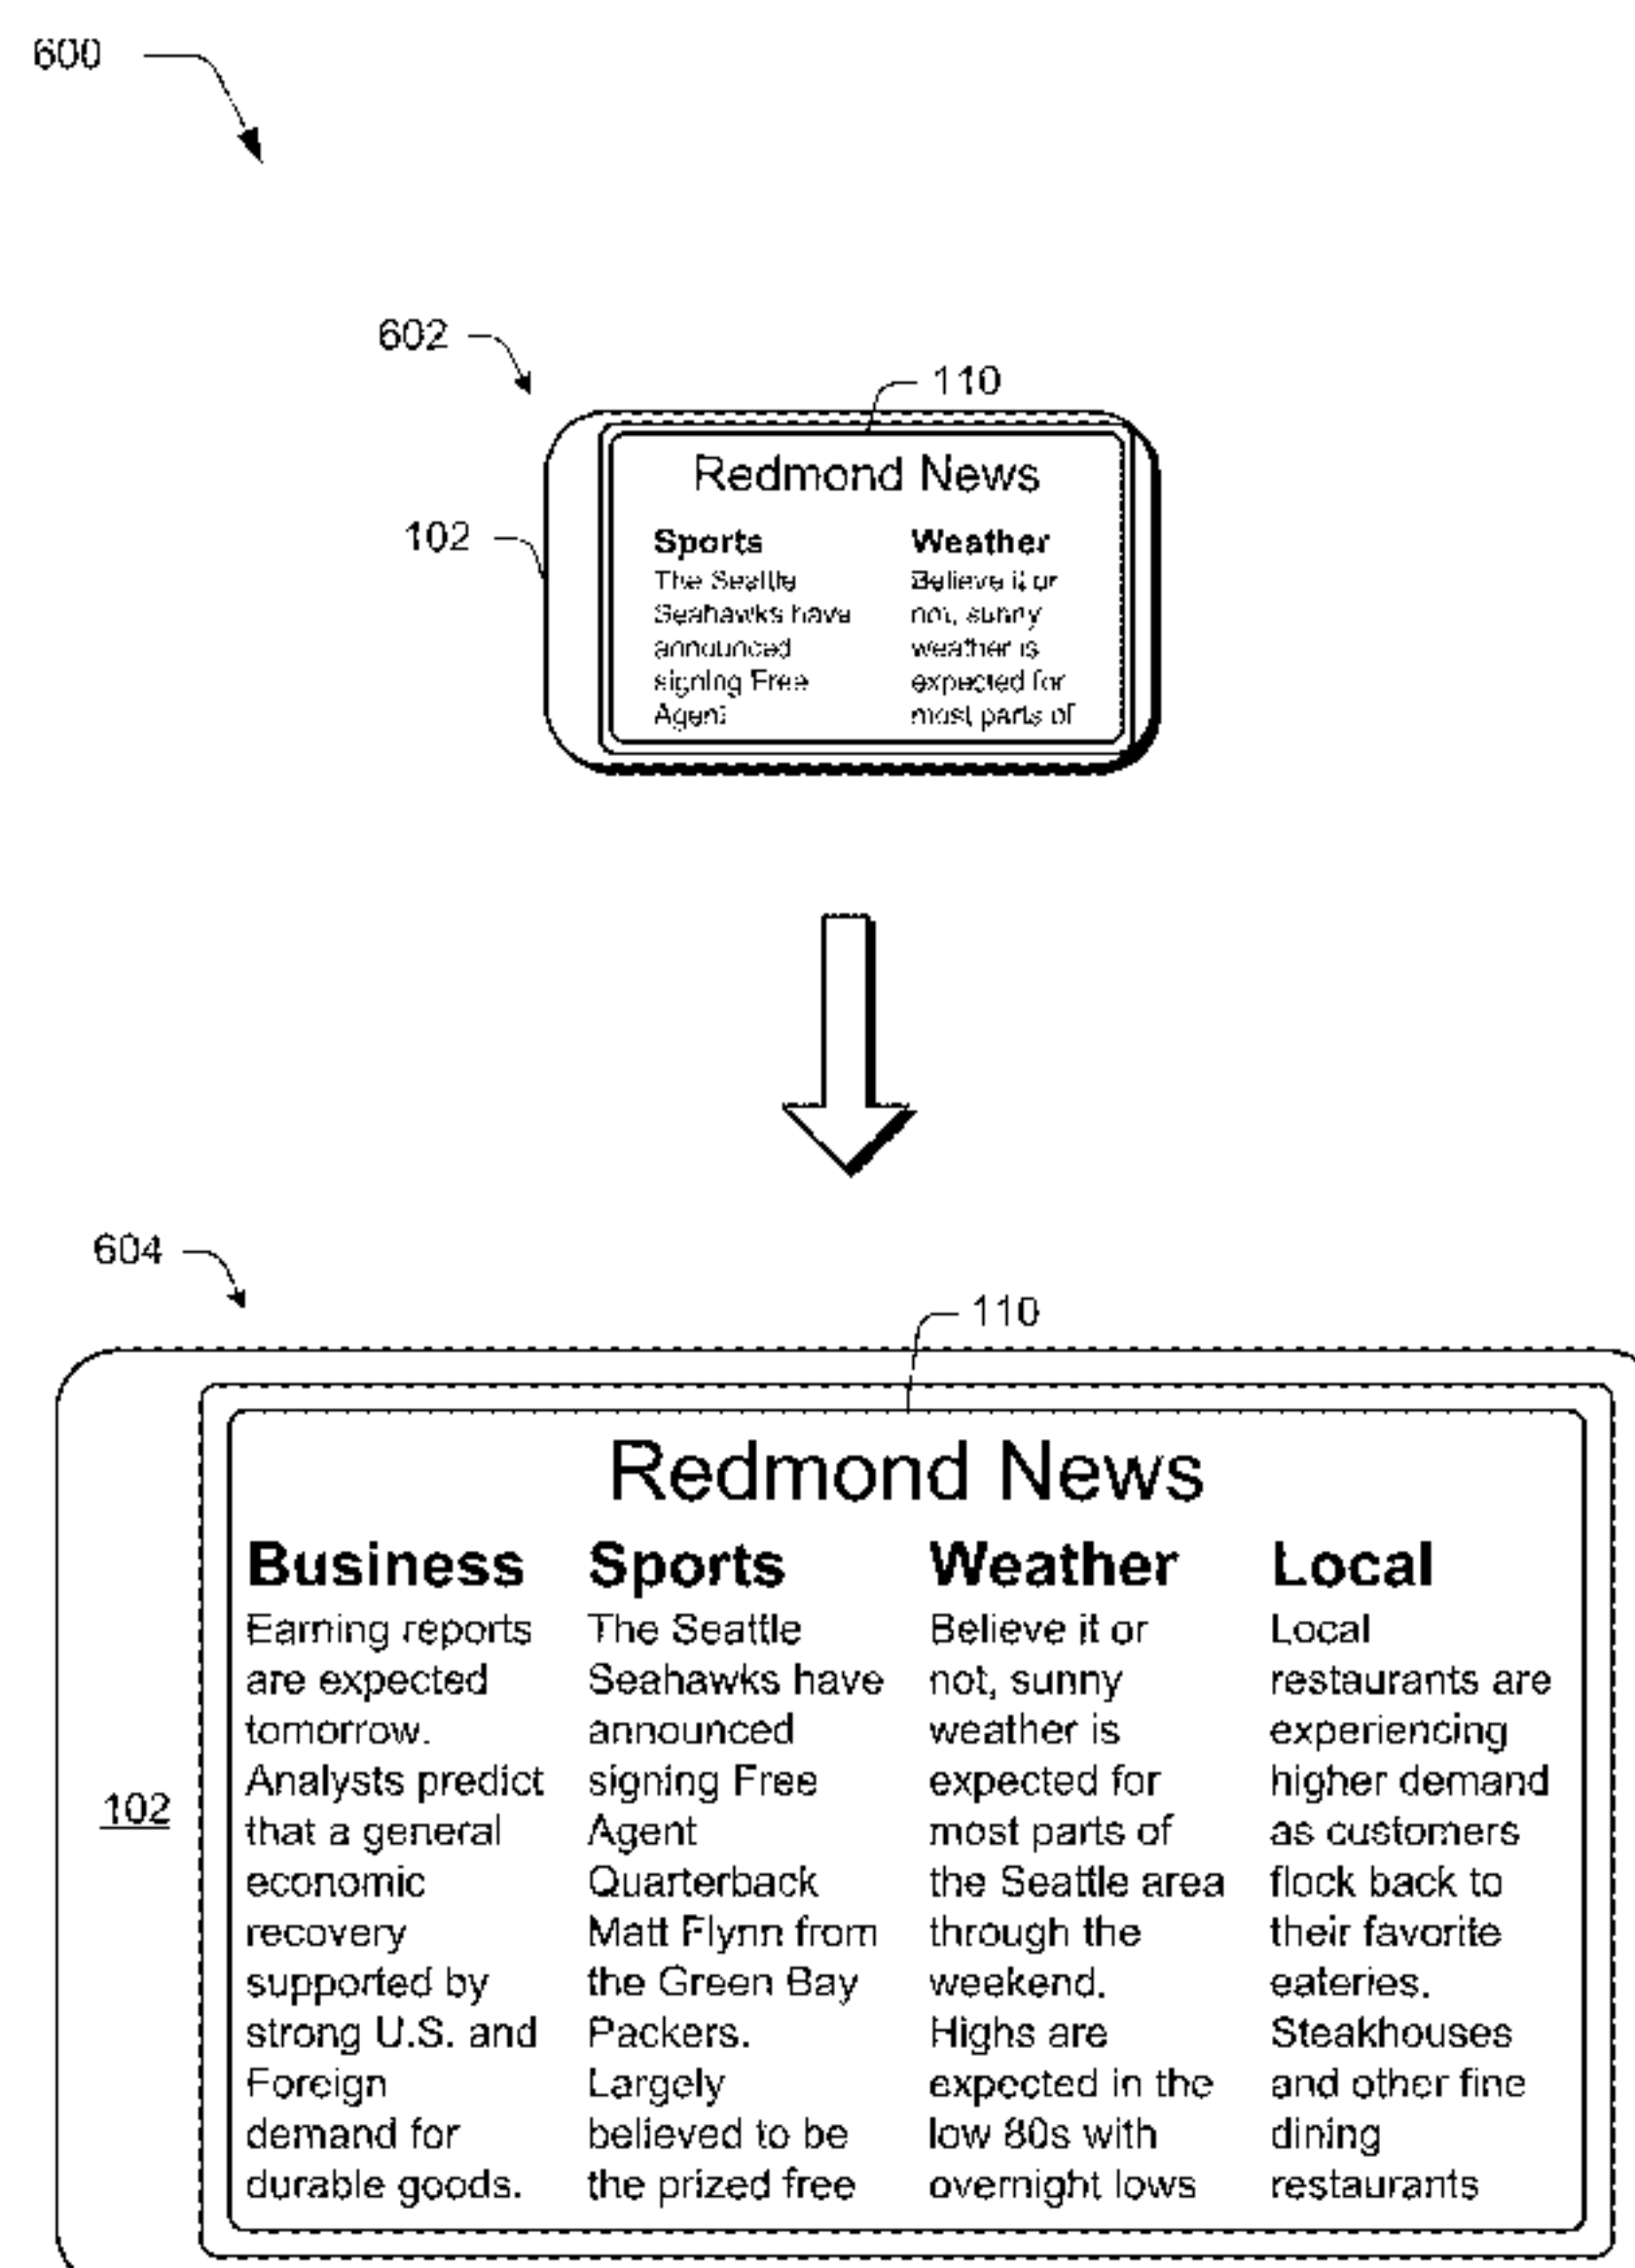 600
602
110
Redmond News
102
Sports
The Seattle
Seahawks have
announced
signing Free
Agent
Weather
Believe it or
not, sunny
weather is
expected for
most parts of
604
110
Redmond News
102
Business
Earning reports
are expected
tomorrow.
Analysts predict
that a general
economic
recovery
supported by
strong U.S. and
Foreign
demand for
durable goods.
Sports
The Seattle
Seahawks have
announced
signing Free
Agent
Quarterback
Matt Flynn from
the Green Bay
Packers.
Largely
believed to be
the prized free
Weather
Believe it or
not, sunny
weather is
expected for
most parts of
the Seattle area
through the
weekend.
Highs are
expected in the
low 80s with
overnight lows
Local
Local
restaurants are
experiencing
higher demand
as customers
flock back to
their favorite
eateries.
Steakhouses
and other fine
dining
restaurants